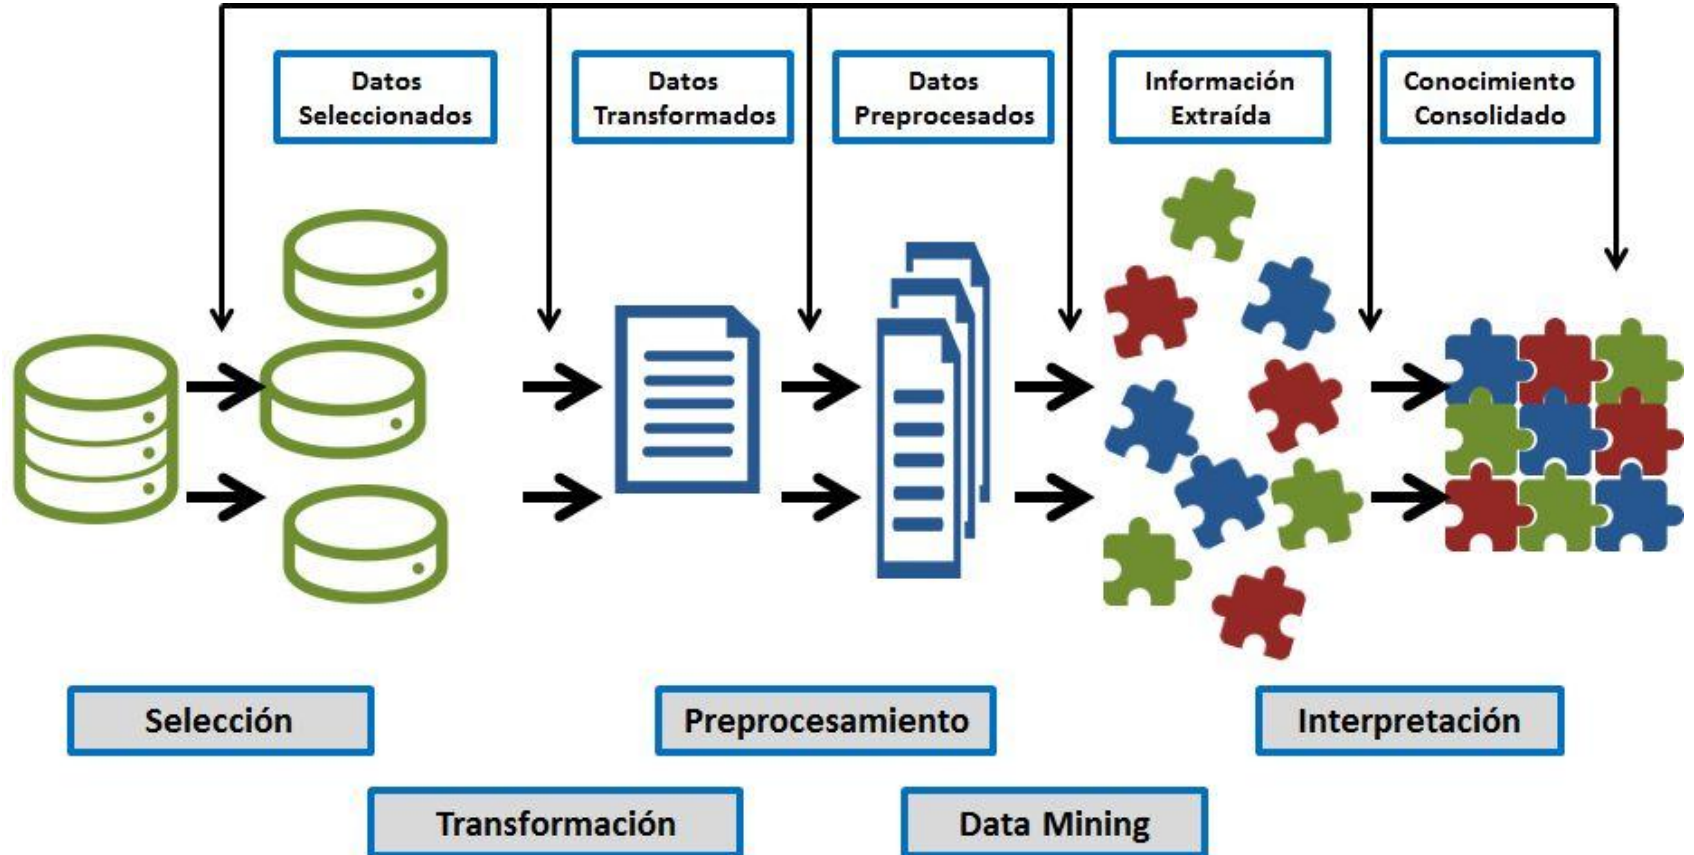 Datos
Seleccionados
Datos
Transformados
Datos
Preprocesados
Información
Extraída
Conocimiento
Consolidado
Selección
Preprocesamiento
Interpretación
Transformación
Data Mining